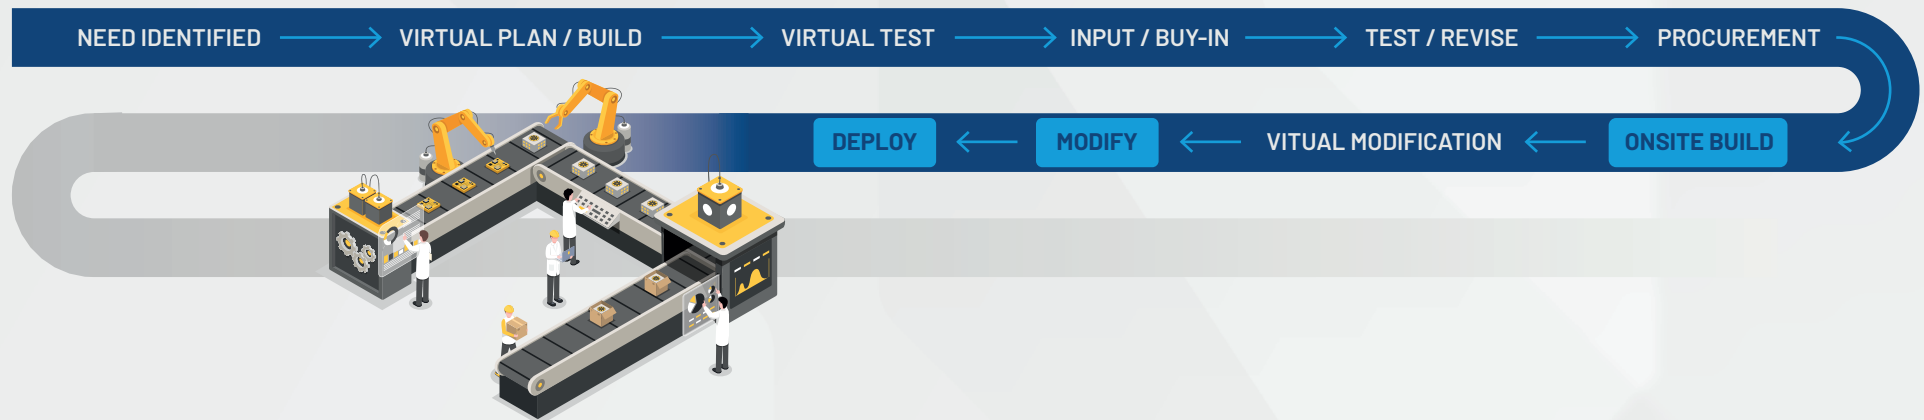 NEED IDENTIFIED
VIRTUAL PLAN / BUILD
VIRTUAL TEST
INPUT / BUY-IN
TEST / REVISE
PROCUREMENT
ONSITE BUILD
VITUAL MODIFICATION
MODIFY
DEPLOY